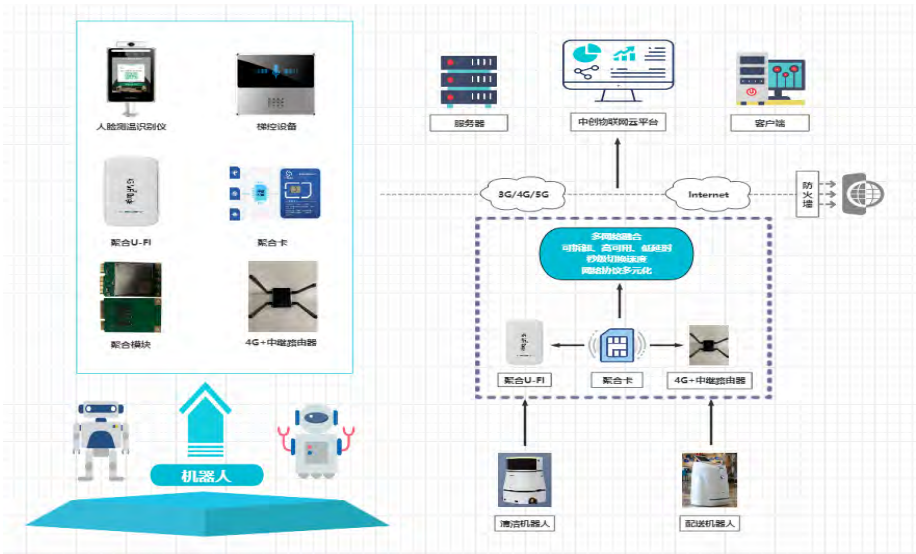 人脸测温识别仪
梯控设备
聚合U-FI
聚合卡
聚合模块
4G+中继路由器
机器人
服务器
中创物联网云平台
客户端
3G/4G/5G
Internet
防火墙
多网络融合
可拆卸、高可用、低延时
秒级切换速度
网络协议多元化
聚合U-FI
聚合卡
4G+中继路由器
清洁机器人
配送机器人